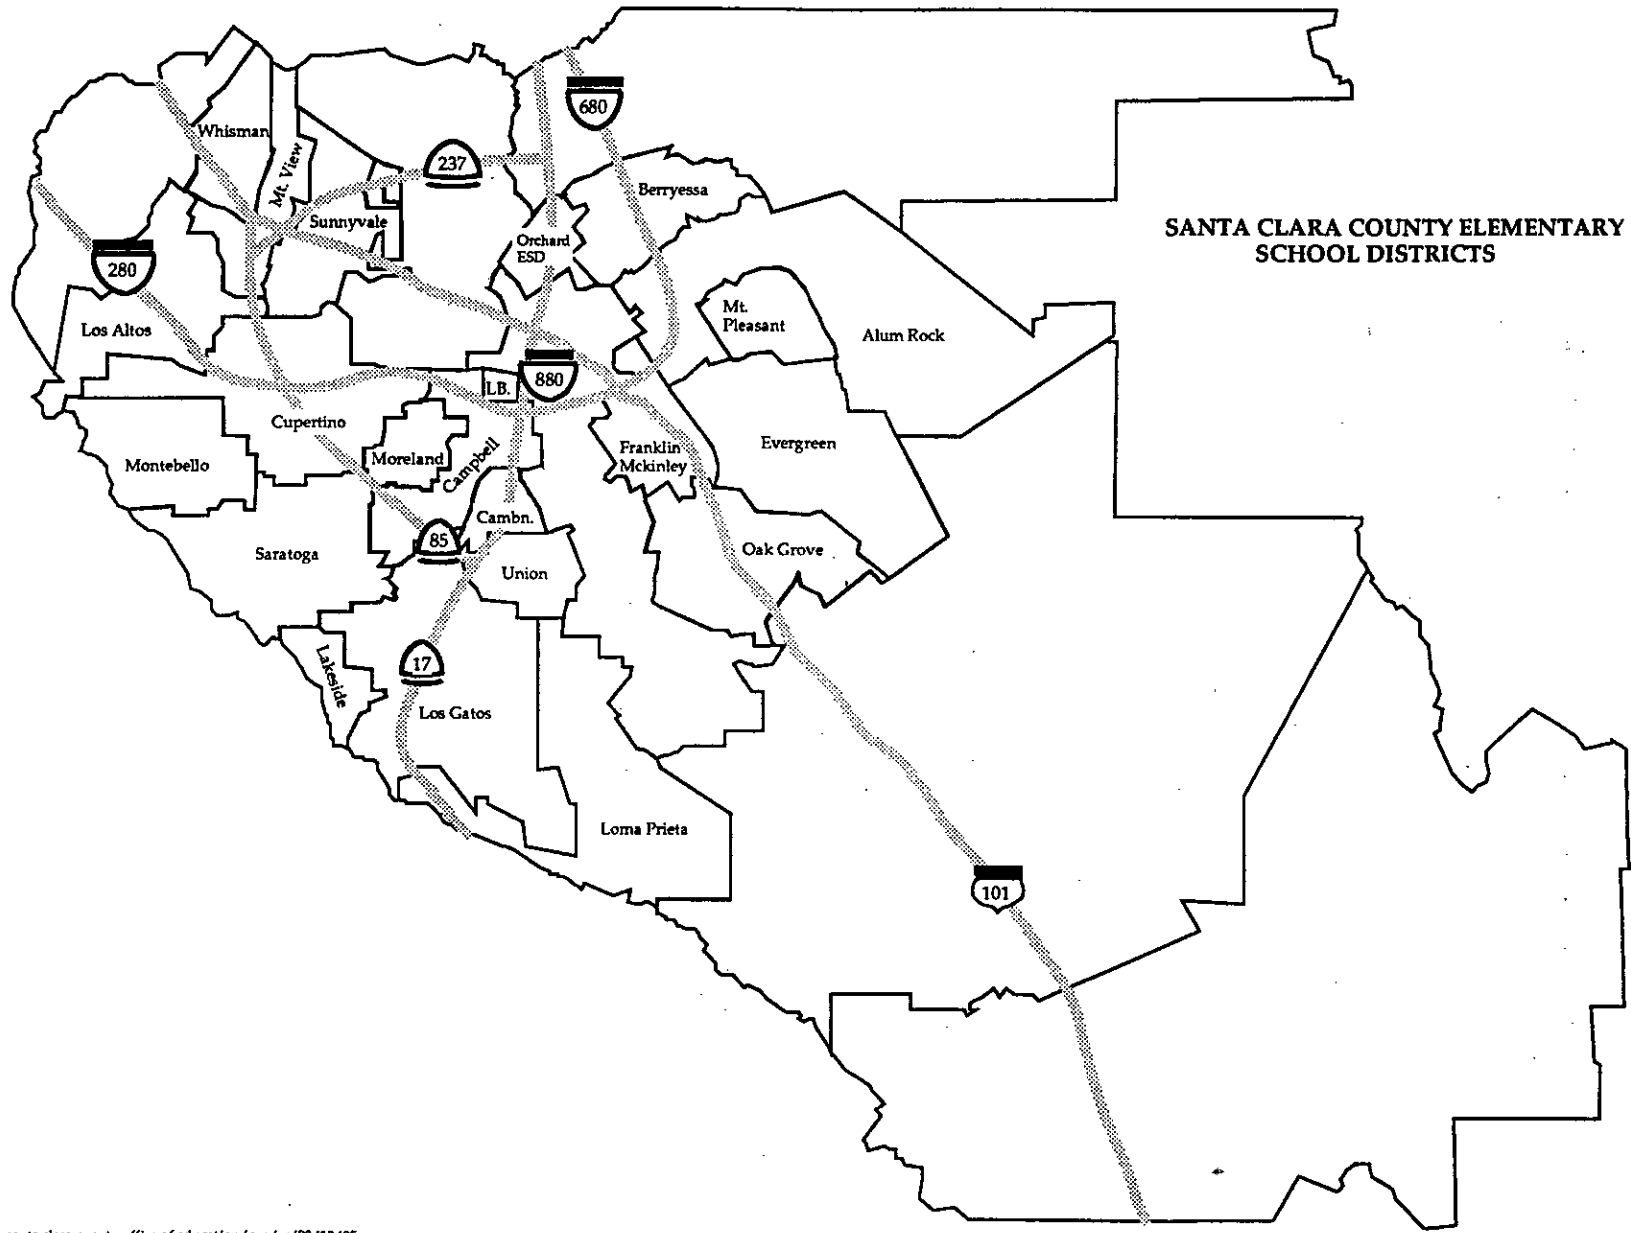 680
Whisman
237
Mt. View
Berryessa
Sunnyvale
SANTA CLARA COUNTY ELEMENTARY
SCHOOL DISTRICTS
Orchard
ESD
280
Mt.
Pleasant
Los Altos
Alum Rock
880
LB.
Cupertino
Evergreen
Franklin
Mckinley
Moreland
Campbell
Montebello
Cambn.
85
Saratoga
Oak Grove
Union
17
Lakeside
Los Gatos
Loma Prieta
101